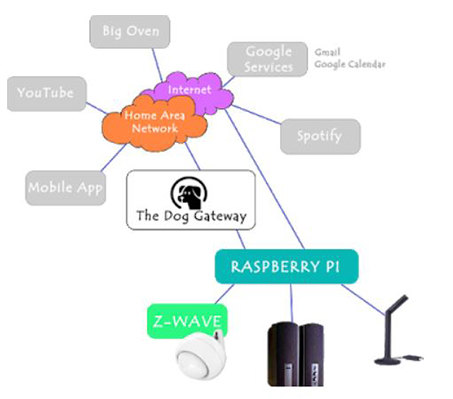 Big Oven
Google
Services
Gmail
Google Calendar
YouTube
Internet
Home Area
Network
Spotify
Mobile App
The Dog Gateway
RASPBERRY PI
Z-WAVE